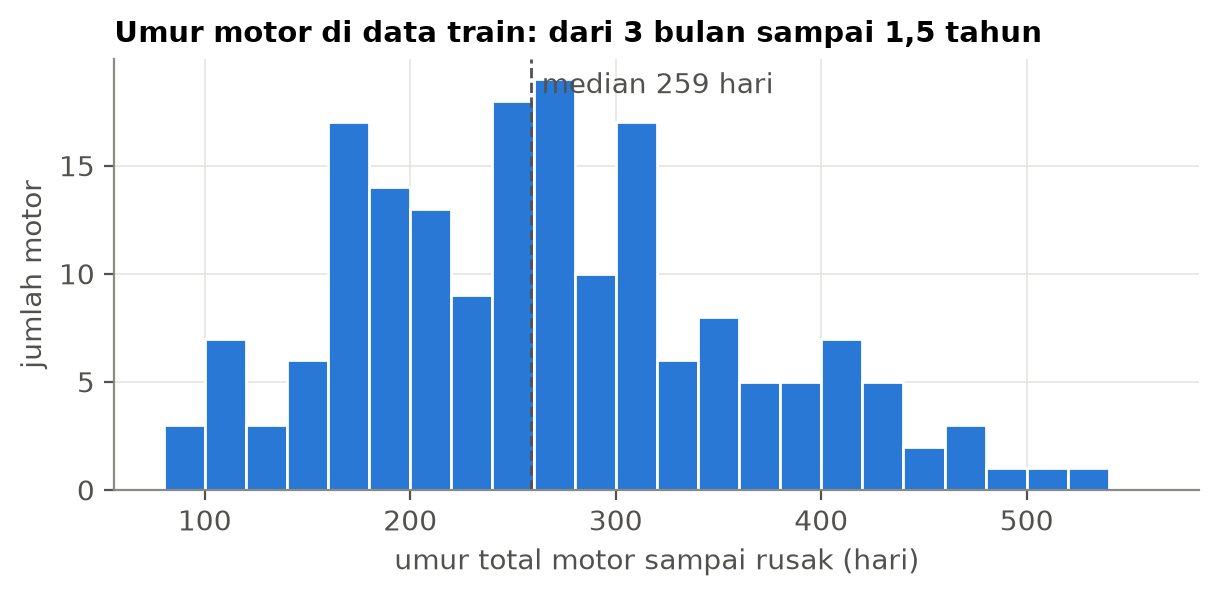 Umur motor di data train: dari 3 bulan sampai 1,5 tahun
median 259 hari
jumlah motor
15
10
5
0
100 200 300 400 500
umur total motor sampai rusak (hari)